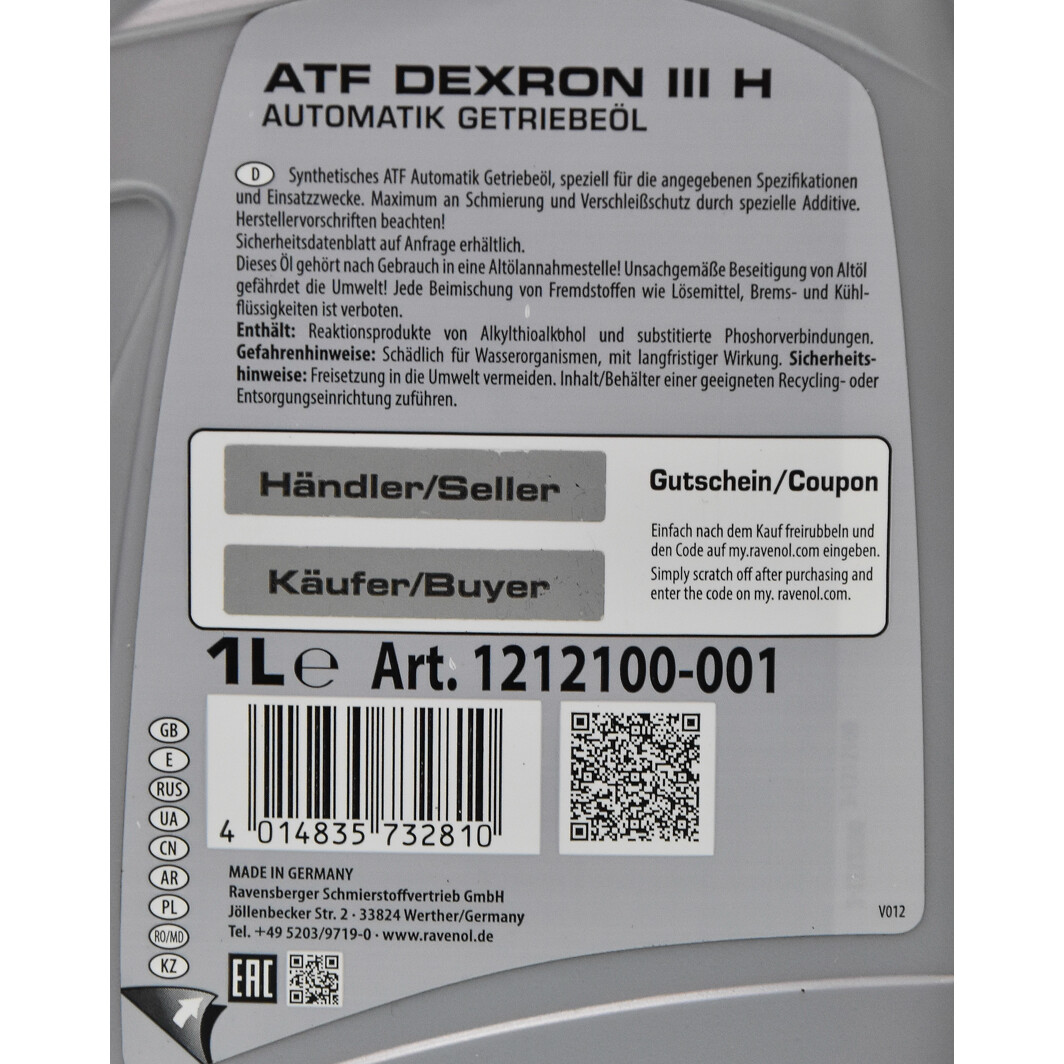 ATF DEXRON III H
AUTOMATIK GETRIEBEÖL
D Synthetisches ATF Automatik Getriebeöl, speziell für die angegebenen Spezifikationen
und Einsatzzwecke. Maximum an Schmierung und Verschleißschutz durch spezielle Additive.
Herstellervorschriften beachten!
Sicherheitsdatenblatt auf Anfrage erhältlich.
Dieses Öl gehört nach Gebrauch in eine Altölannahmestelle! Unsachgemäße Beseitigung von Altöl
gefährdet die Umwelt! Jede Beimischung von Fremdstoffen wie Lösemittel, Brems- und Kühl-
flüssigkeiten ist verboten.
Enthält: Reaktionsprodukte von Alkylthioalkbhol und substitierte Phoshorverbindungen.
Gefahrenhinweise: Schädlich für Wasserorganismen, mit langfristiger Wirkung. Sicherheits-
hinweise: Freisetzung in die Umwelt vermeiden. Inhalt/Behälter einer geeigneten Recycling- oder
Entsorgungseinrichtung zuführen.
Händler/Seller
Käufer/Buyer
Gutschein/Coupon
Einfach nach dem Kauf freirubbeln und
den Code auf my.ravenol.com eingeben.
Simply scratch off after purchasing and
enter the code on my. ravenol.com.
1L e Art. 1212100-001
4 014835 732810
GB
E
RUS
UA
CN
AR
PL
RO/MD
KZ
MADE IN GERMANY
Ravensberger Schmierstoffvertrieb GmbH
Jöllenbecker Str. 2 · 33824 Werther/Germany
Tel. +49 5203/9719-0 · www.ravenol.de
V012
EAC